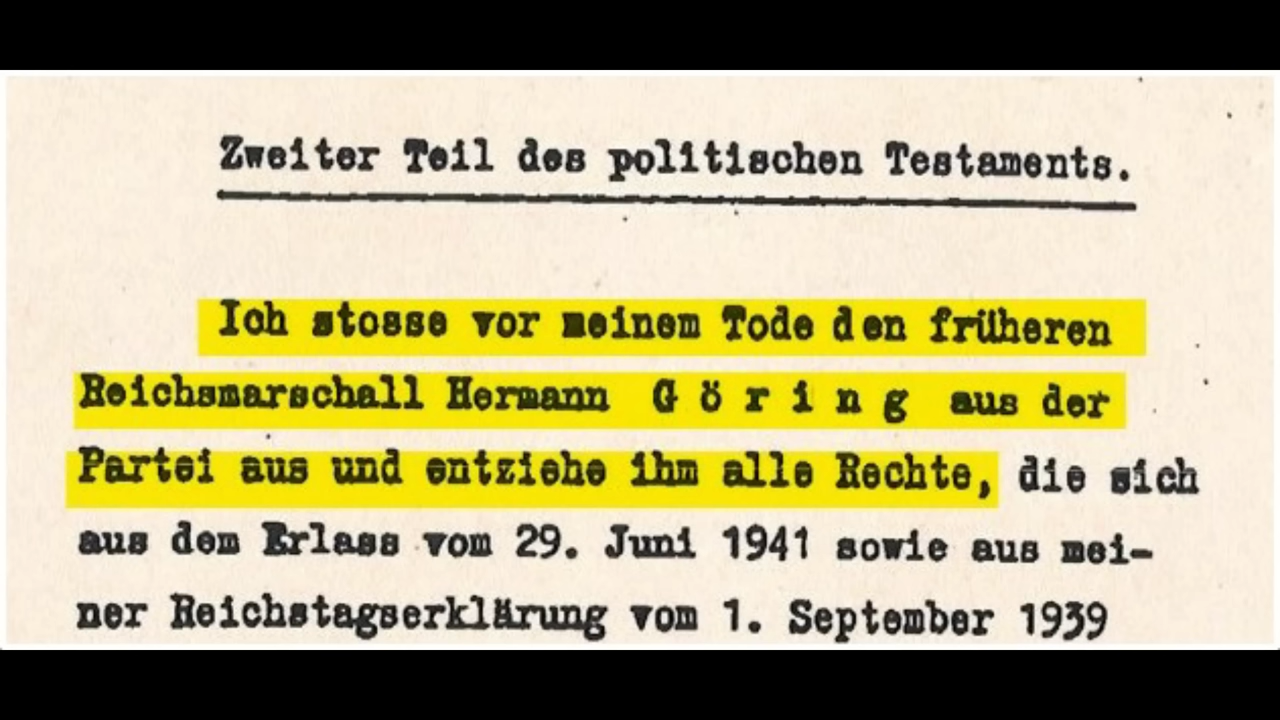 Zweiter Teil des politischen Testaments.
Ich stosse vor meinem Tode den früheren
Reichsmarschall Hermann G ö r i n g aus der
Partei aus und entziehe ihm alle Rechte, die sich
aus dem Erlass vom 29. Juni 1941 sowie aus mei-
ner Reichstagserklärung vom 1. September 1939